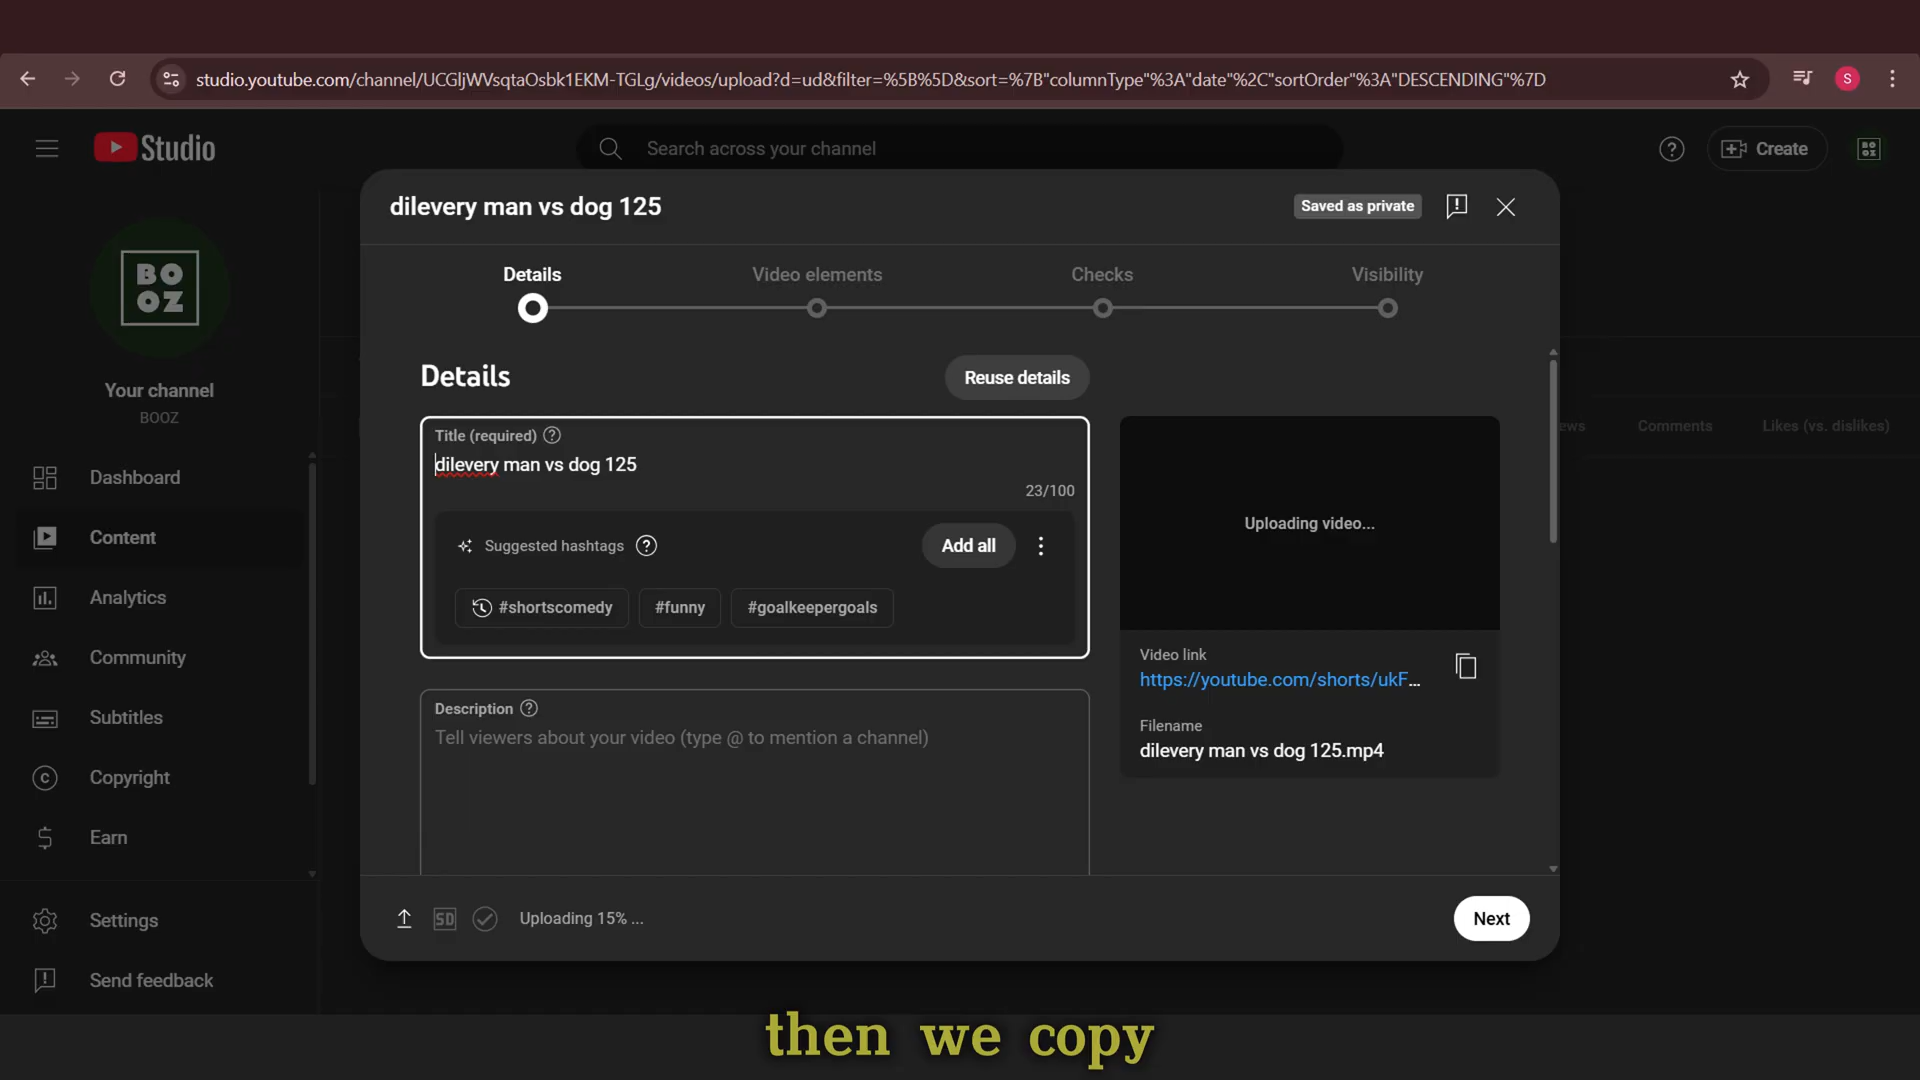 studio.youtube.com/channel/UCGljWVsqtaOsbk1EKM-TGLg/videos/upload?d=ud&filter=%5B%5D&sort=%7B"columnType"%3A"date"%2C"sortOrder"%3A"DESCENDING"%7D
S
Studio
Search across your channel
Create
BO
OZ
dilevery man vs dog 125
Saved as private
Details
Video elements
Checks
Visibility
BO
OZ
Your channel
BOOZ
Dashboard
Content
Analytics
Community
Subtitles
Copyright
Earn
Settings
Send feedback
Details
Reuse details
Title (required)
dilevery man vs dog 125
23/100
Suggested hashtags
Add all
#shortscomedy
#funny
#goalkeepergoals
Description
Tell viewers about your video (type @ to mention a channel)
Uploading video...
Video link
https://youtube.com/shorts/ukF...
Filename
dilevery man vs dog 125.mp4
Comments
Likes (vs. dislikes)
SD
Uploading 15% ...
Next
then we copy